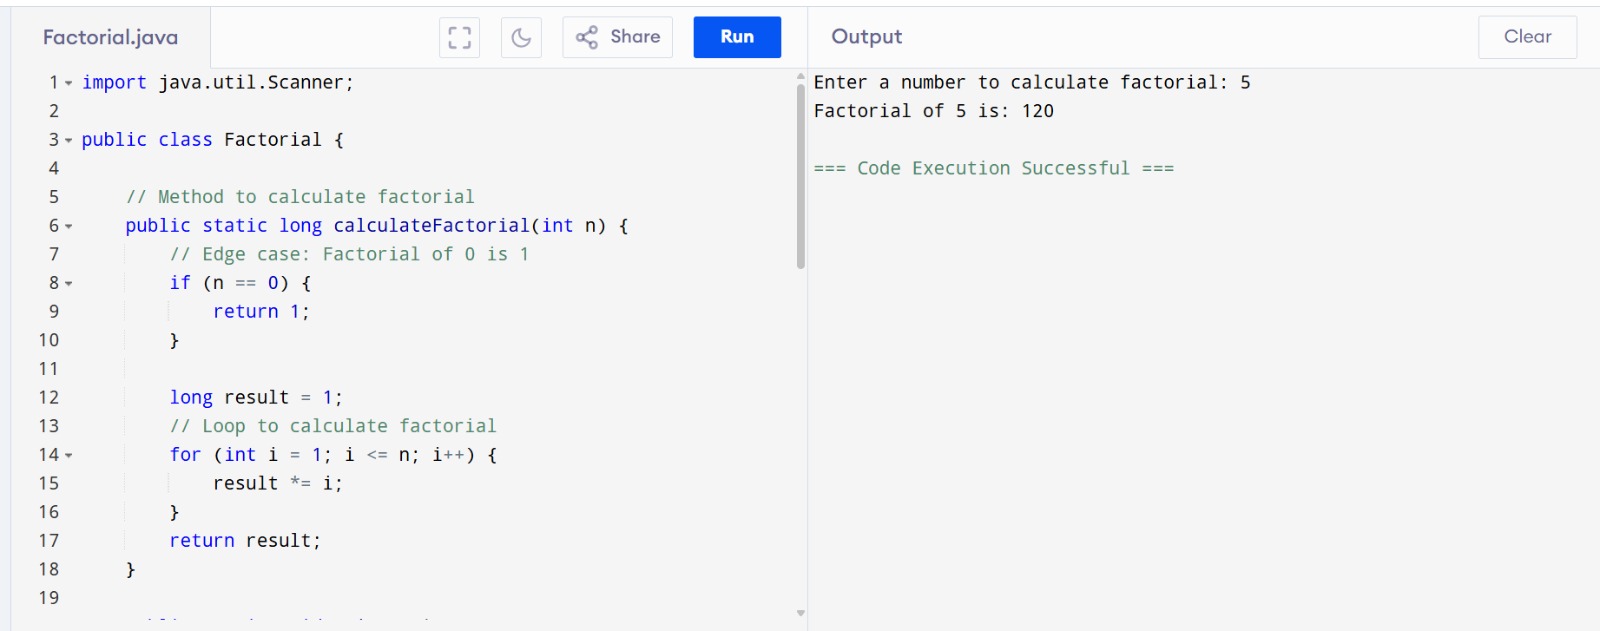 Factorial.java
Share
Run
Output
Clear
1 import java.util.Scanner;
2
3 public class Factorial {
4
5     // Method to calculate factorial
6     public static long calculateFactorial(int n) {
7         // Edge case: Factorial of 0 is 1
8         if (n == 0) {
9             return 1;
10         }
11
12         long result = 1;
13         // Loop to calculate factorial
14         for (int i = 1; i <= n; i++) {
15             result *= i;
16         }
17         return result;
18     }
19
Enter a number to calculate factorial: 5
Factorial of 5 is: 120
=== Code Execution Successful ===